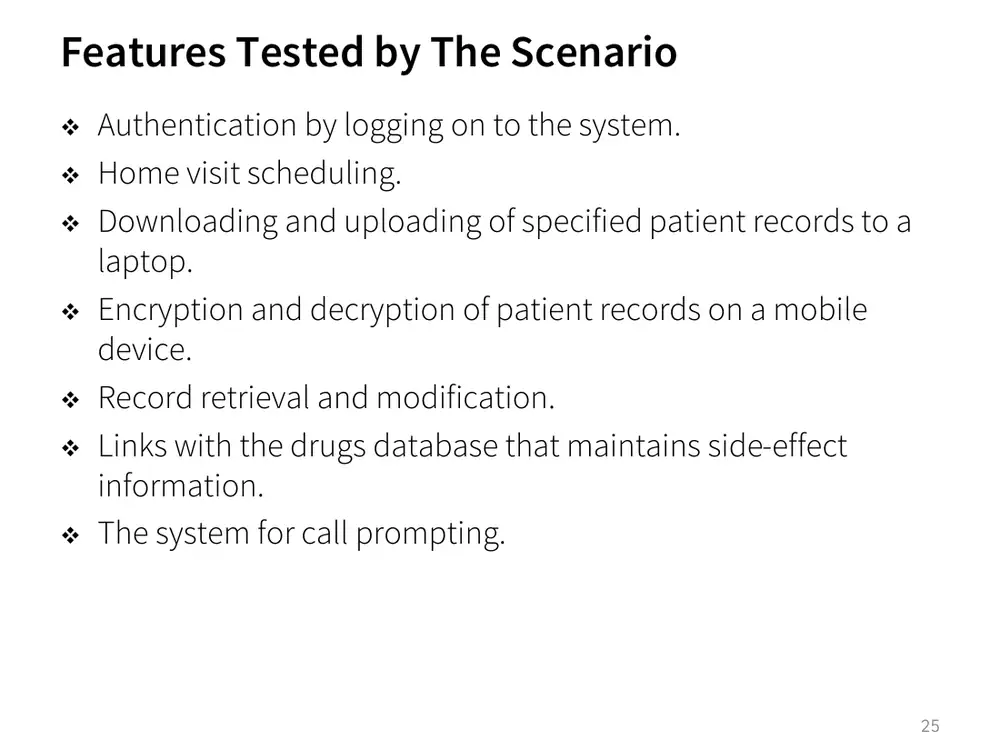 Features Tested by The Scenario
❖ Authentication by logging on to the system.
❖ Home visit scheduling.
❖ Downloading and uploading of specified patient records to a
laptop.
❖ Encryption and decryption of patient records on a mobile
device.
❖ Record retrieval and modification.
❖ Links with the drugs database that maintains side-effect
information.
❖ The system for call prompting.
25